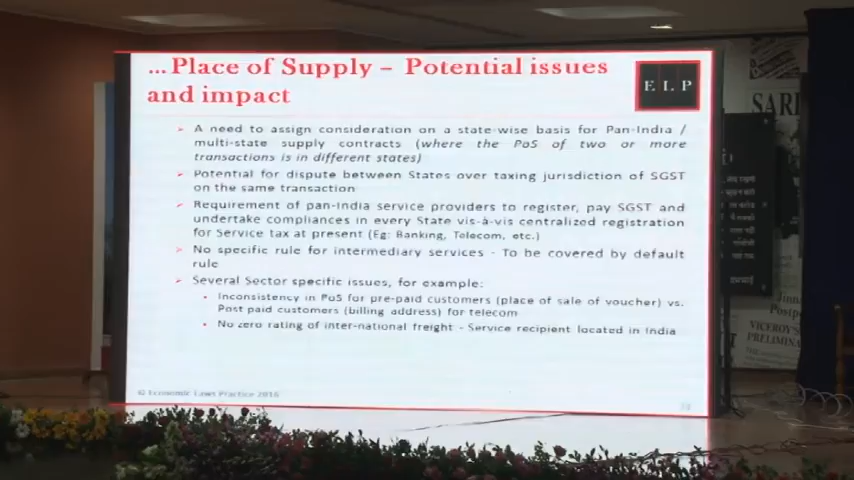 ...Place of Supply – Potential issues
and impact
ELP
➢ A need to assign consideration on a state-wise basis for Pan-India /
multi-state supply contracts (where the PoS of two or more
transactions is in different states)
➢ Potential for dispute between States over taxing jurisdiction of SGST
on the same transaction
➢ Requirement of pan-India service providers to register, pay SGST and
undertake compliances in every State vis-à-vis centralized registration
for Service tax at present (Eg: Banking, Telecom, etc.)
➢ No specific rule for intermediary services - To be covered by default
rule
➢ Several Sector specific issues, for example:
• Inconsistency in PoS for pre-paid customers (place of sale of voucher) vs.
Post paid customers (billing address) for telecom
• No zero rating of inter-national freight - Service recipient located in India
© Economic Laws Practice 2016
SARD
Jinn
Postp
VICEROY'S
PRELIMINA